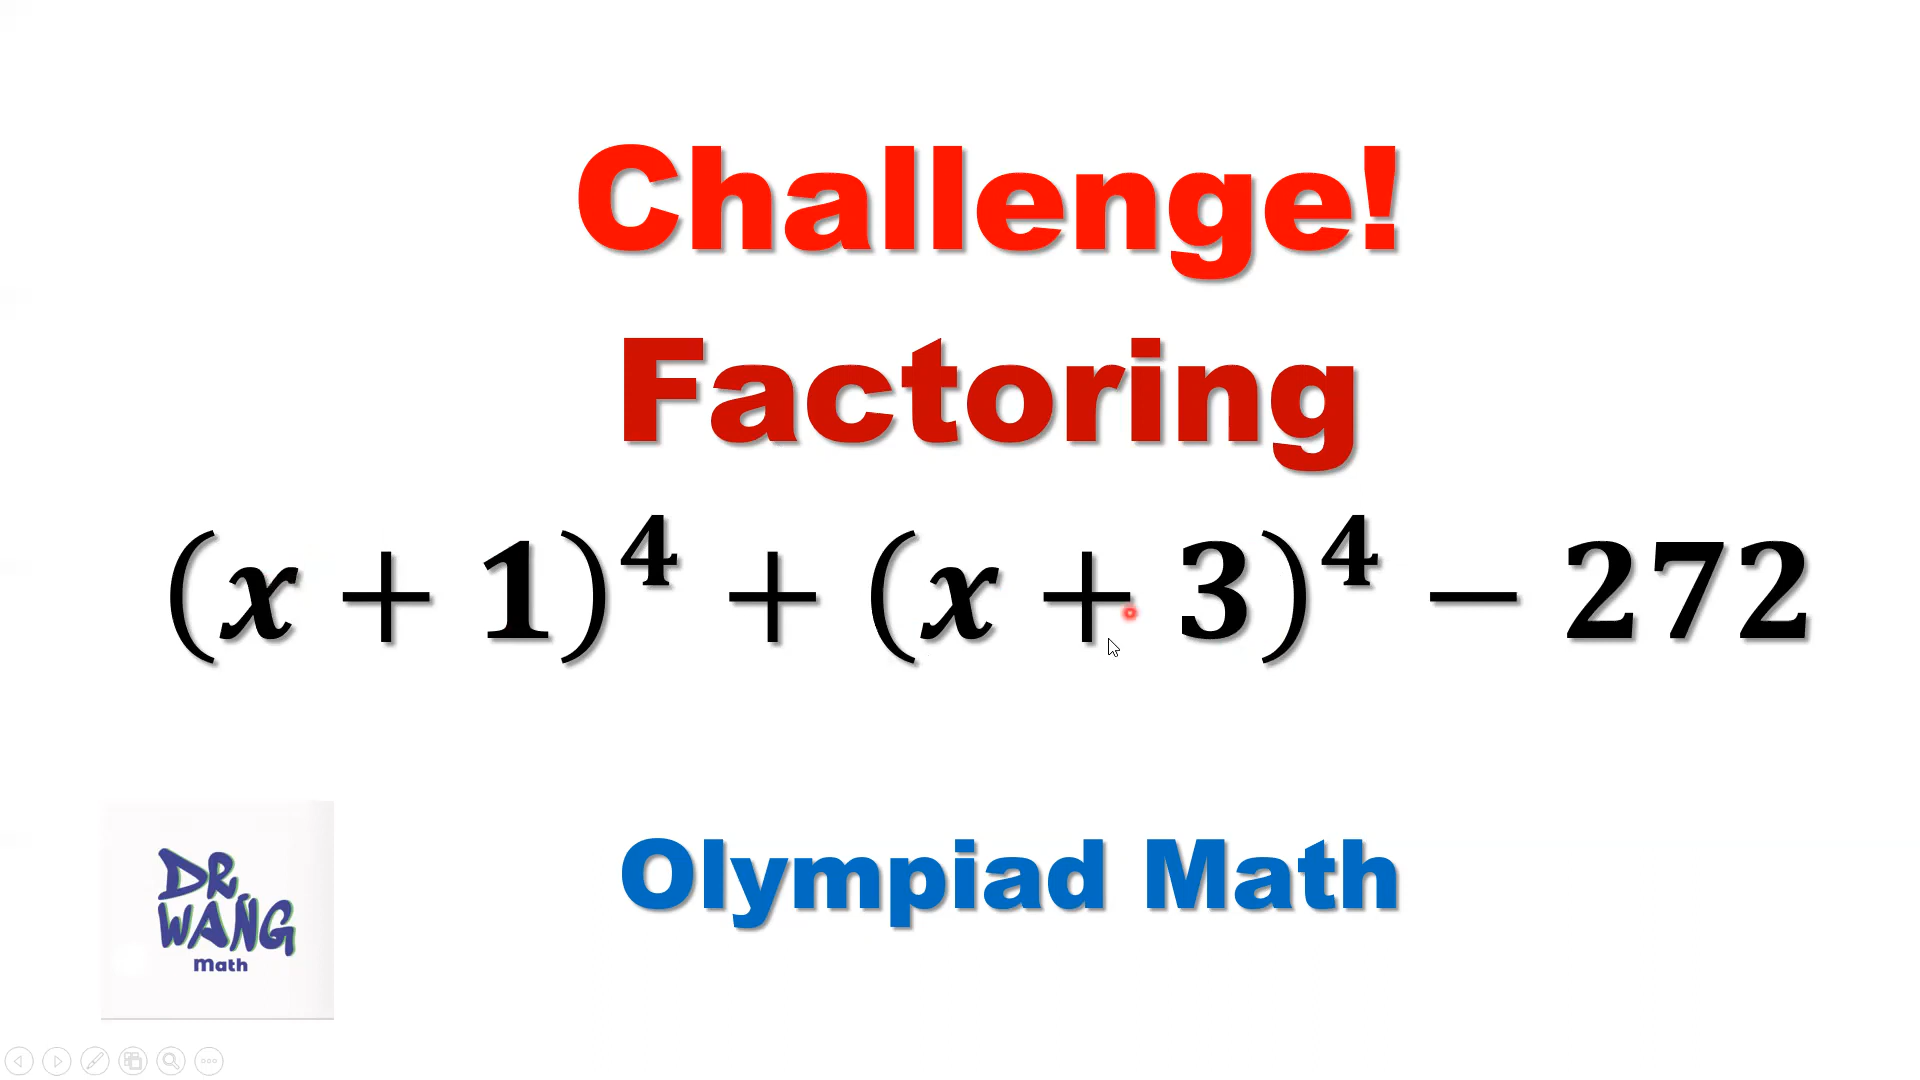 Challenge!
Factoring
(x + 1)⁴ + (x + 3)⁴ − 272
Olympiad Math
DR
WANG
Math